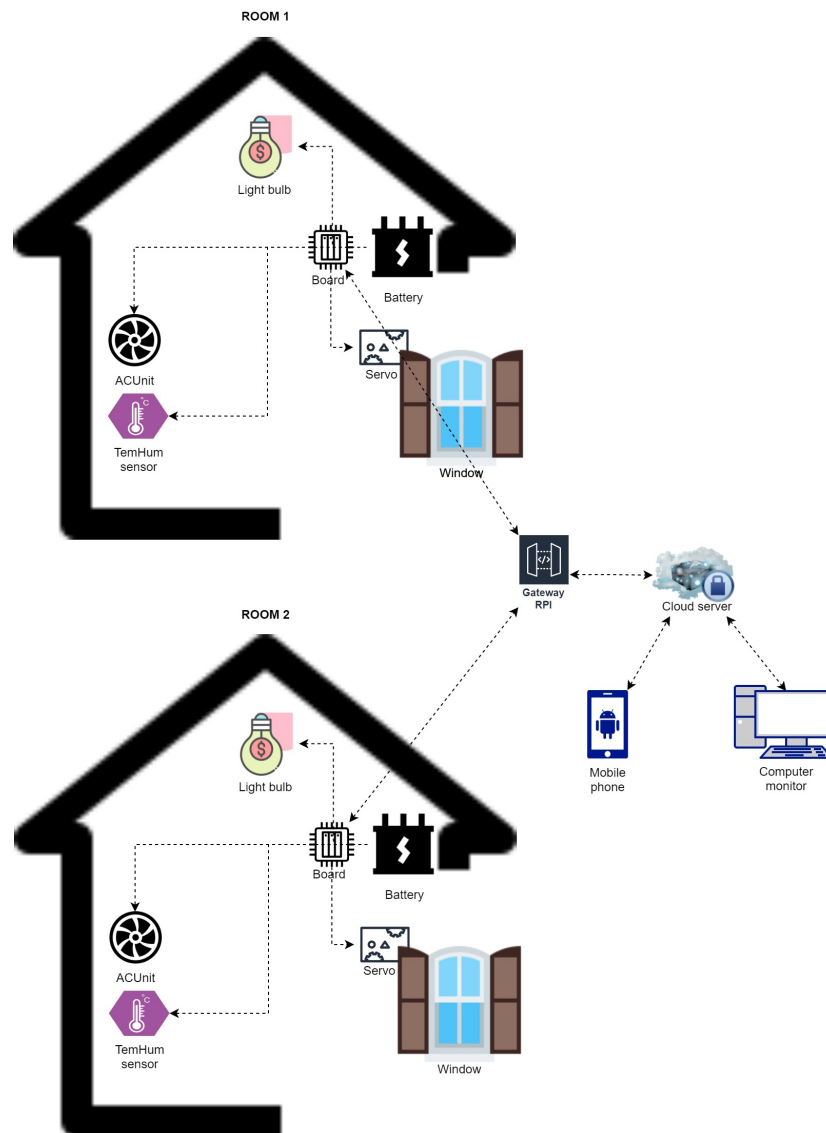 ROOM 1
$
Light bulb
Board
Battery
ACUnit
Servo
°C
TemHum
sensor
Window
</>
Gateway
RPI
Cloud server
ROOM 2
$
Light bulb
Mobile
phone
Computer
monitor
Board
Battery
ACUnit
Servo
°C
TemHum
sensor
Window